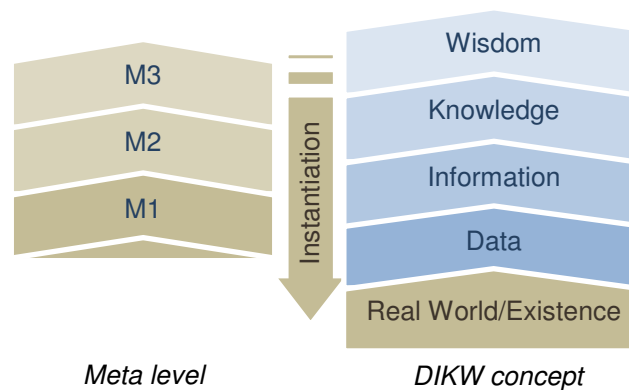 M3
M2
M1
Meta level
Instantiation
Wisdom
Knowledge
Information
Data
Real World/Existence
DIKW concept